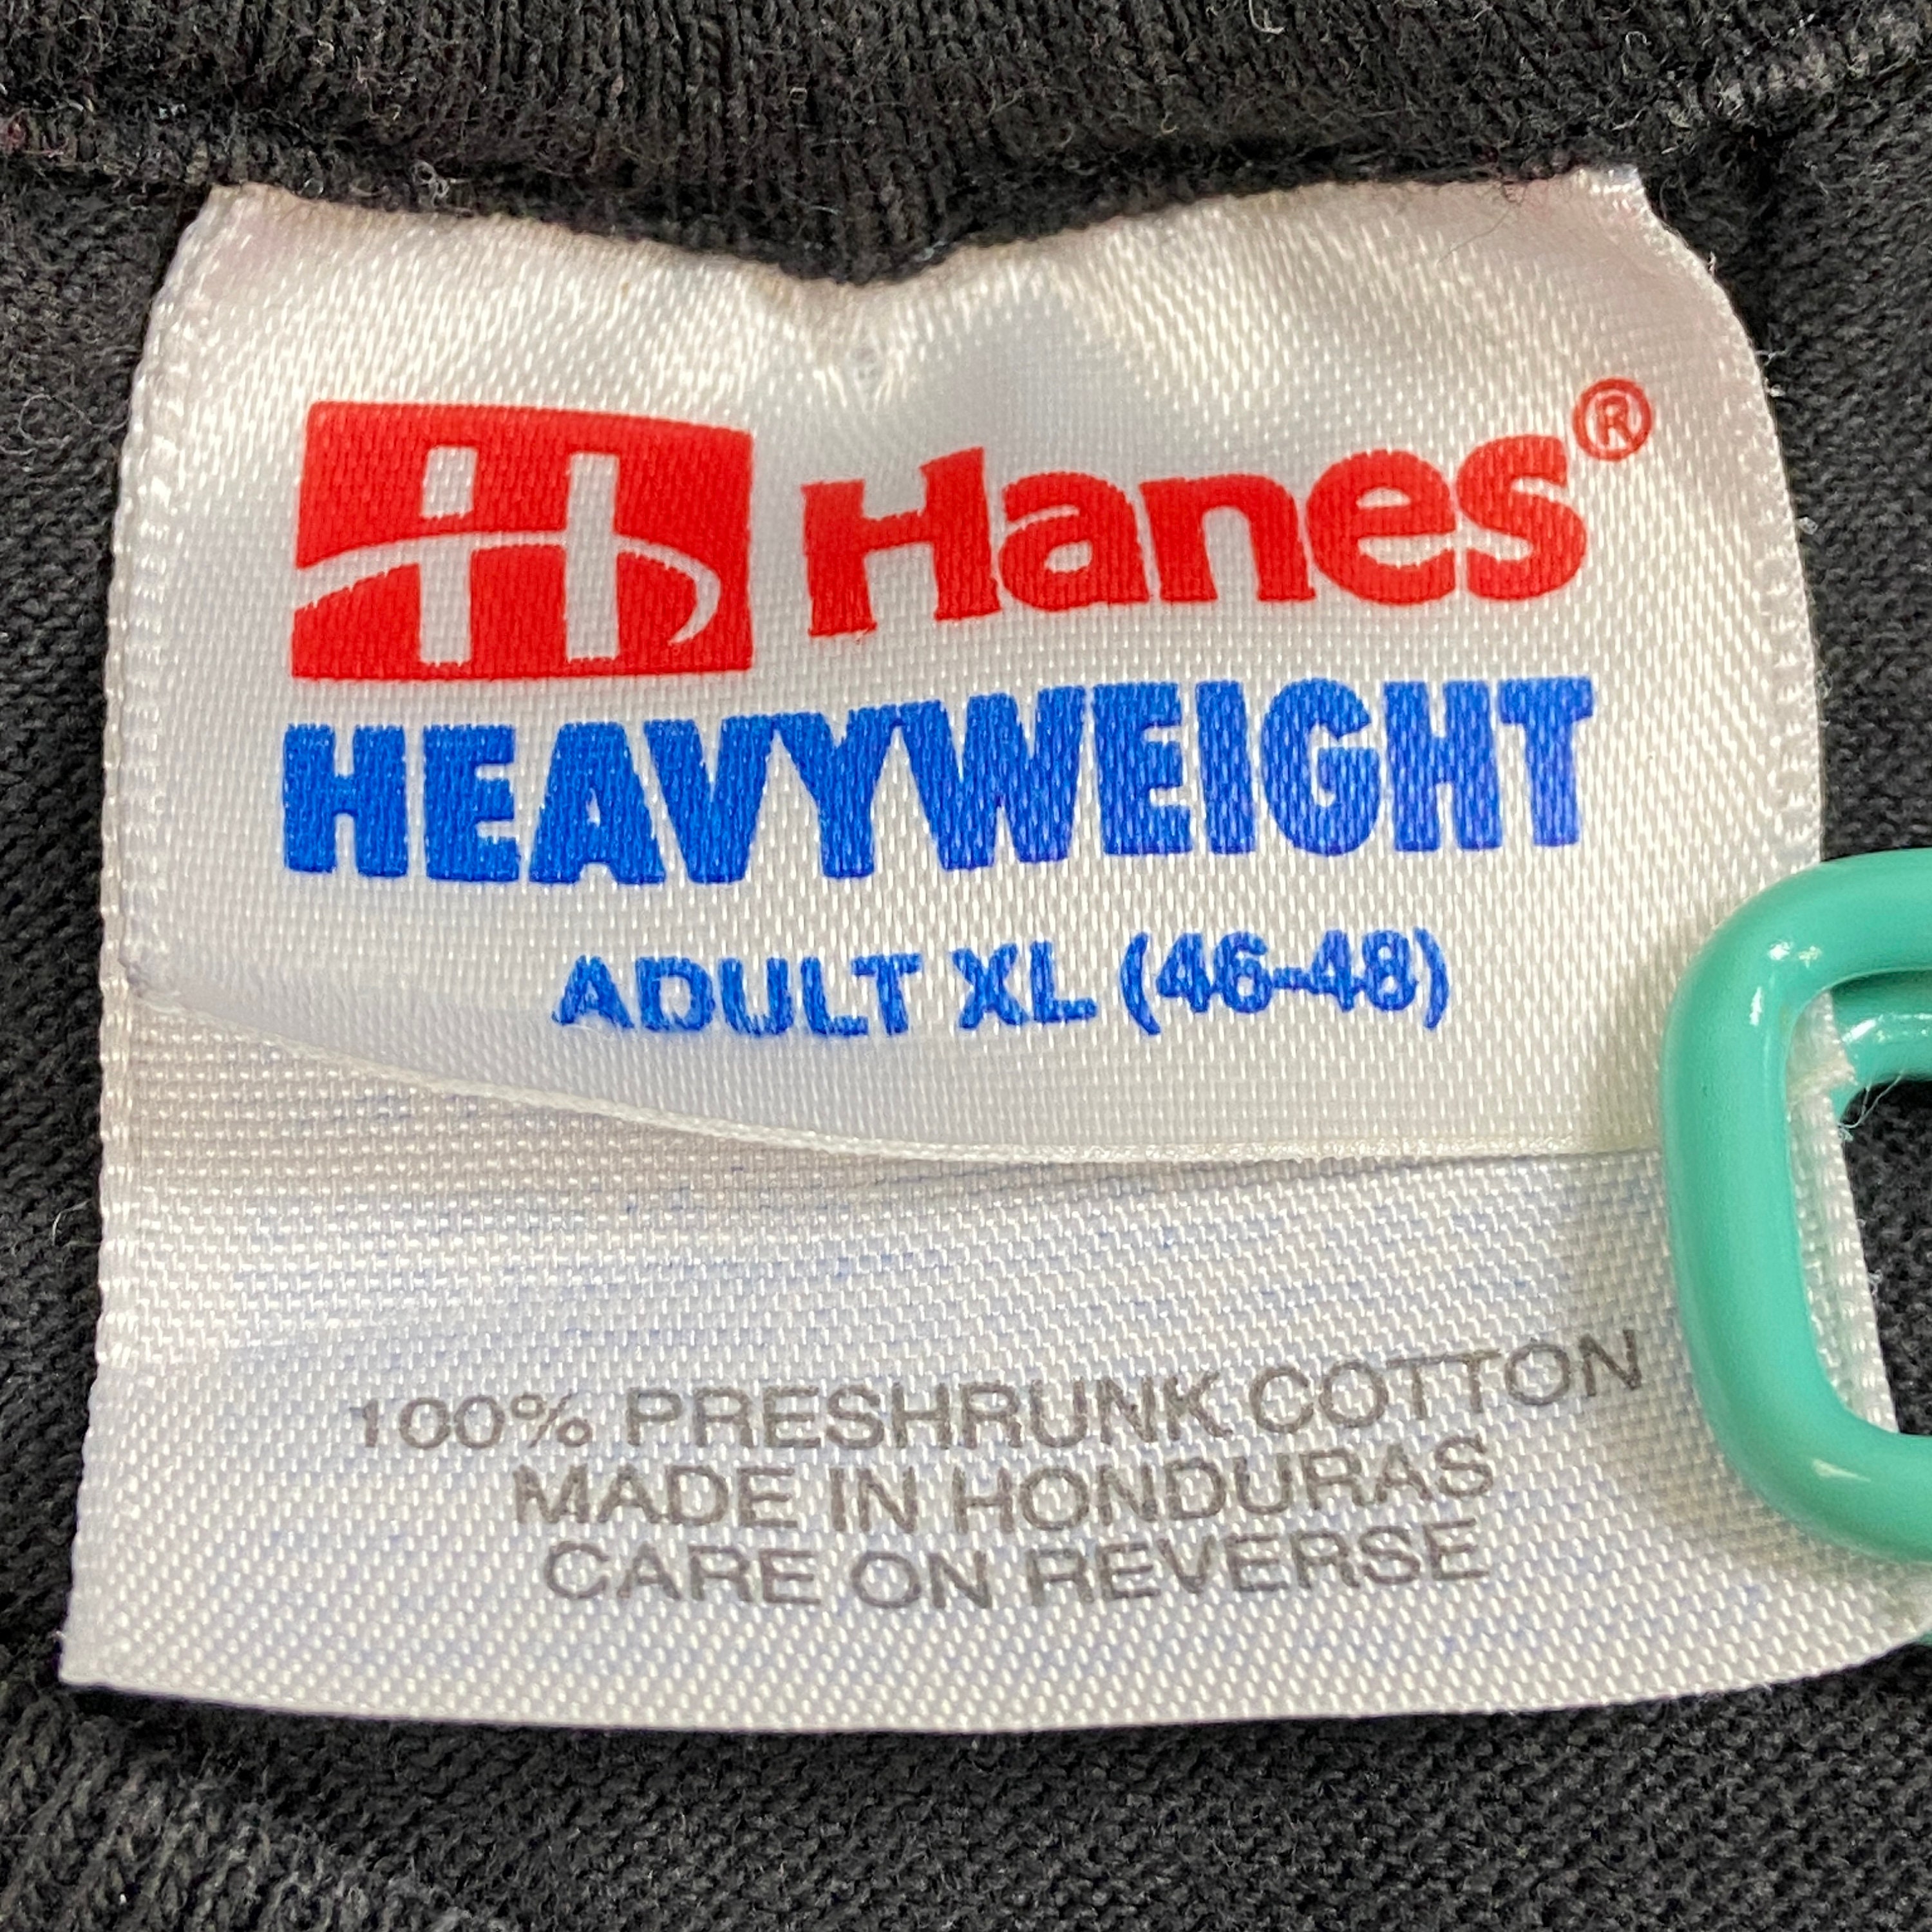 H Hanes®
HEAVYWEIGHT
ADULT XL (46-48)
100% PRESHRUNK COTTON
MADE IN HONDURAS
CARE ON REVERSE